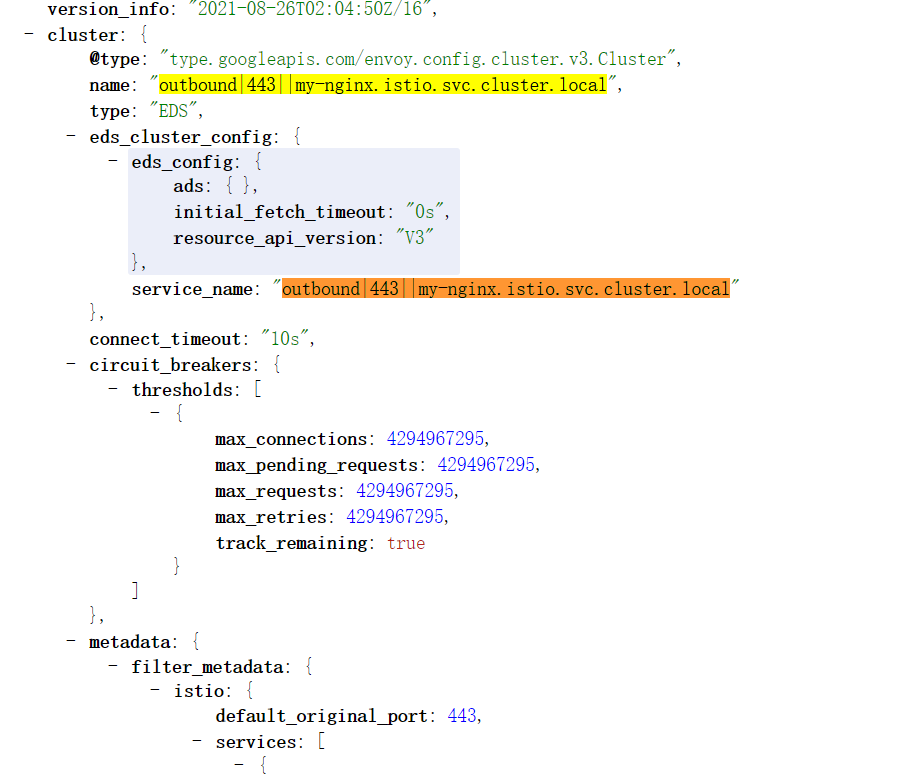 version_info: "2021-08-26T02:04:50Z/16",
- cluster: {
@type: "type.googleapis.com/envoy.config.cluster.v3.Cluster",
name: "outbound|443||my-nginx.istio.svc.cluster.local",
type: "EDS",
- eds_cluster_config: {
- eds_config: {
ads: { },
initial_fetch_timeout: "0s",
resource_api_version: "V3"
},
service_name: "outbound|443||my-nginx.istio.svc.cluster.local"
},
connect_timeout: "10s",
- circuit_breakers: {
- thresholds: [
- {
max_connections: 4294967295,
max_pending_requests: 4294967295,
max_requests: 4294967295,
max_retries: 4294967295,
track_remaining: true
}
]
},
- metadata: {
- filter_metadata: {
- istio: {
default_original_port: 443,
- services: [
- {